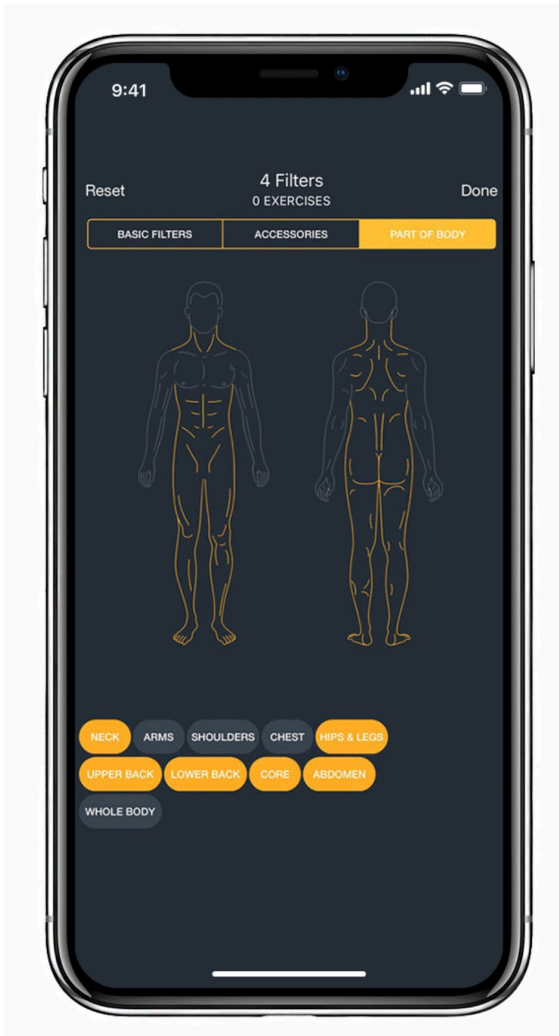 9:41
Reset 4 Filters Done
0 EXERCISES
BASIC FILTERS ACCESSORIES PART OF BODY
NECK ARMS SHOULDERS CHEST HIPS & LEGS
UPPER BACK LOWER BACK CORE ABDOMEN
WHOLE BODY